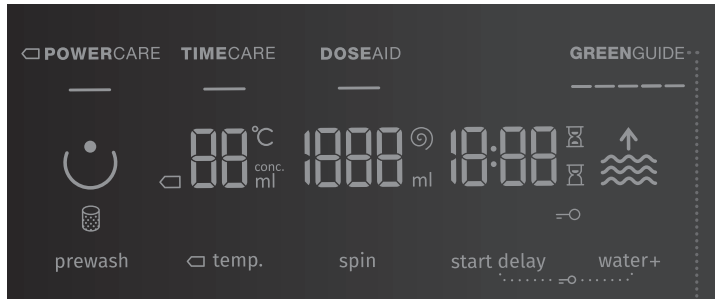 POWERCARE TIMECARE DOSEAID GREENGUIDE
88 °C 1888 18:88
conc.
ml ml
prewash temp. spin start delay water+